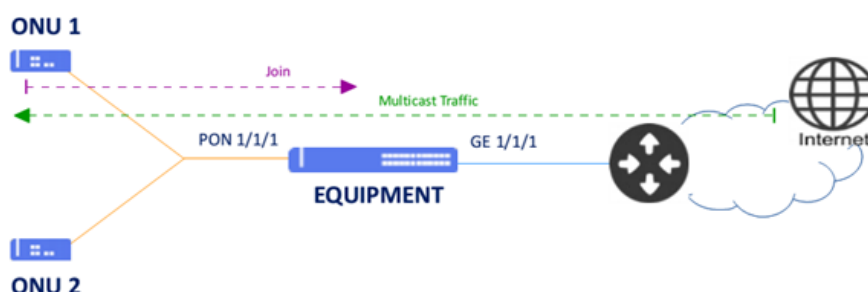 ONU 1
Join
Multicast Traffic
Internet
PON 1/1/1
GE 1/1/1
EQUIPMENT
ONU 2